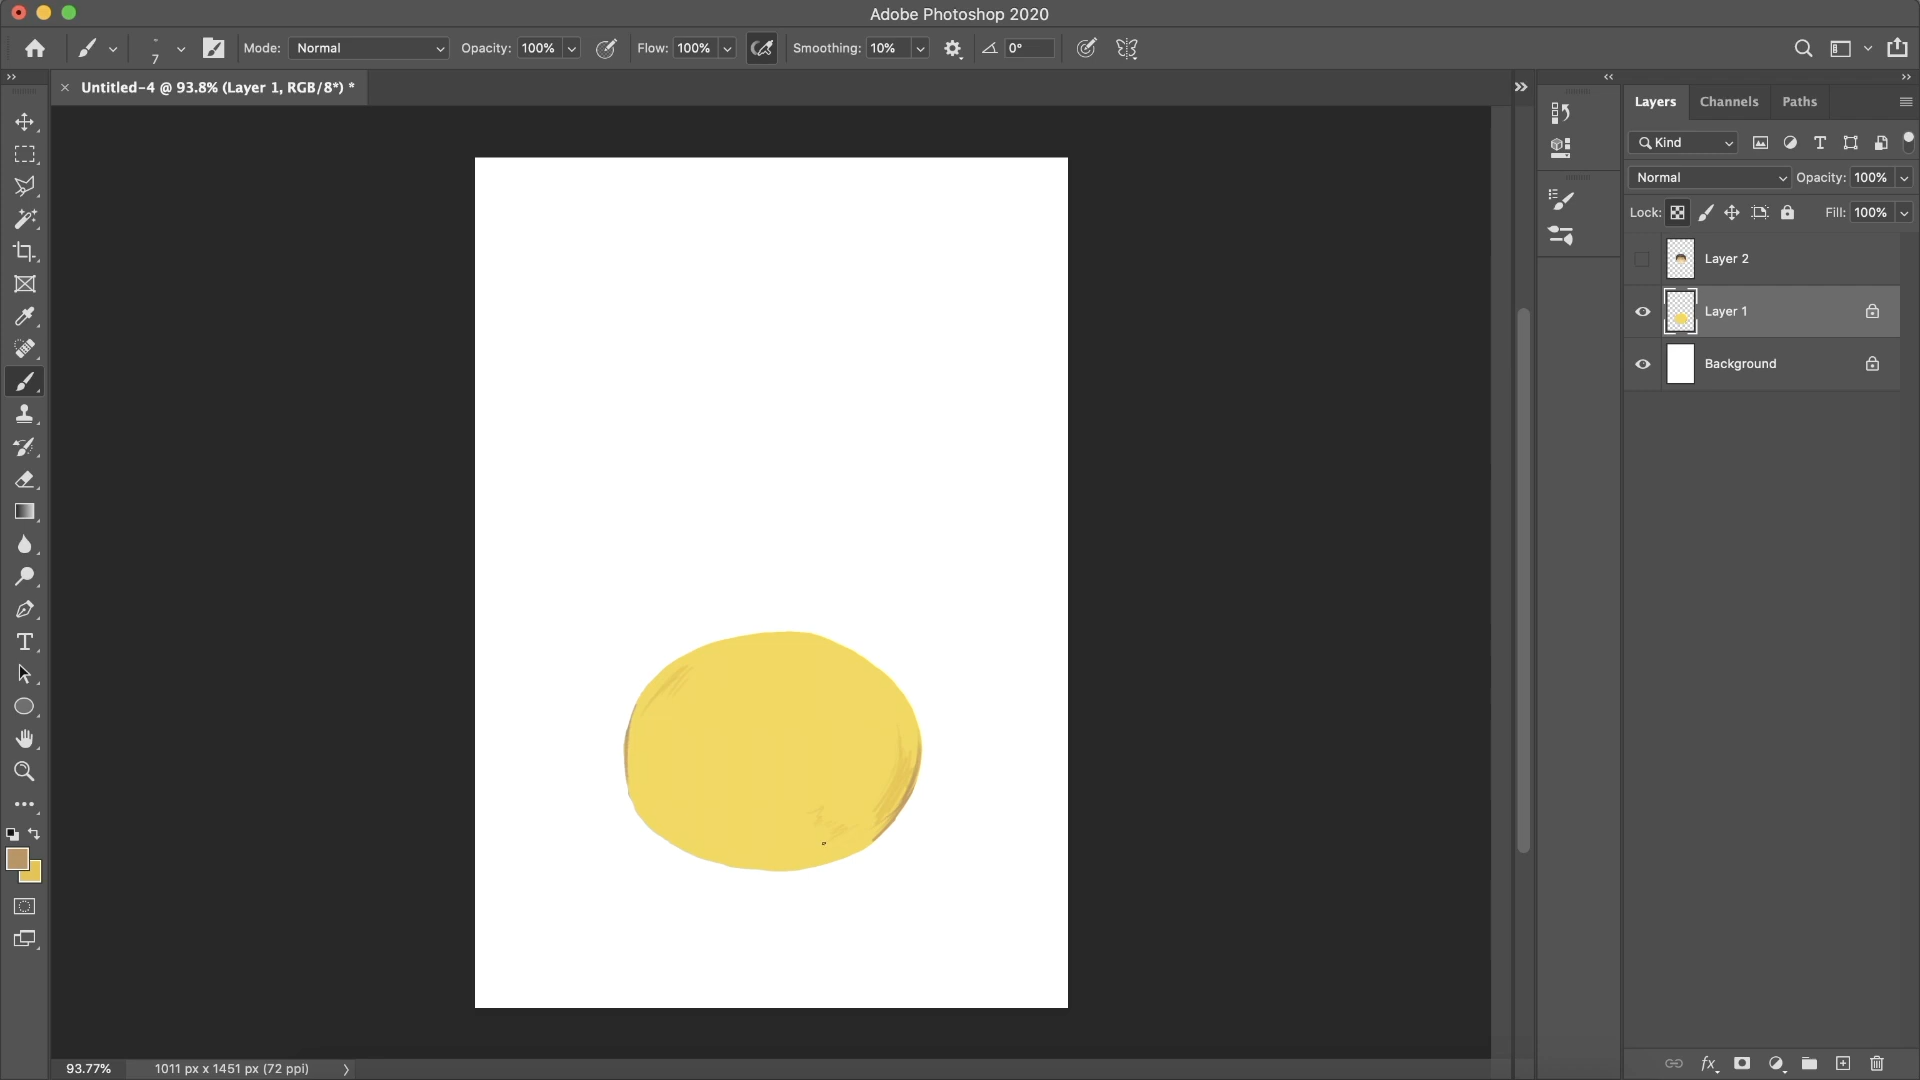 Adobe Photoshop 2020
7 Mode: Normal Opacity: 100% Flow: 100% Smoothing: 10% 0°
Untitled-4 @ 93.8% (Layer 1, RGB/8*) *
Layers Channels Paths
Kind
Normal Opacity: 100%
Lock: Fill: 100%
Layer 2
Layer 1
Background
fx
93.77% 1011 px x 1451 px (72 ppi)